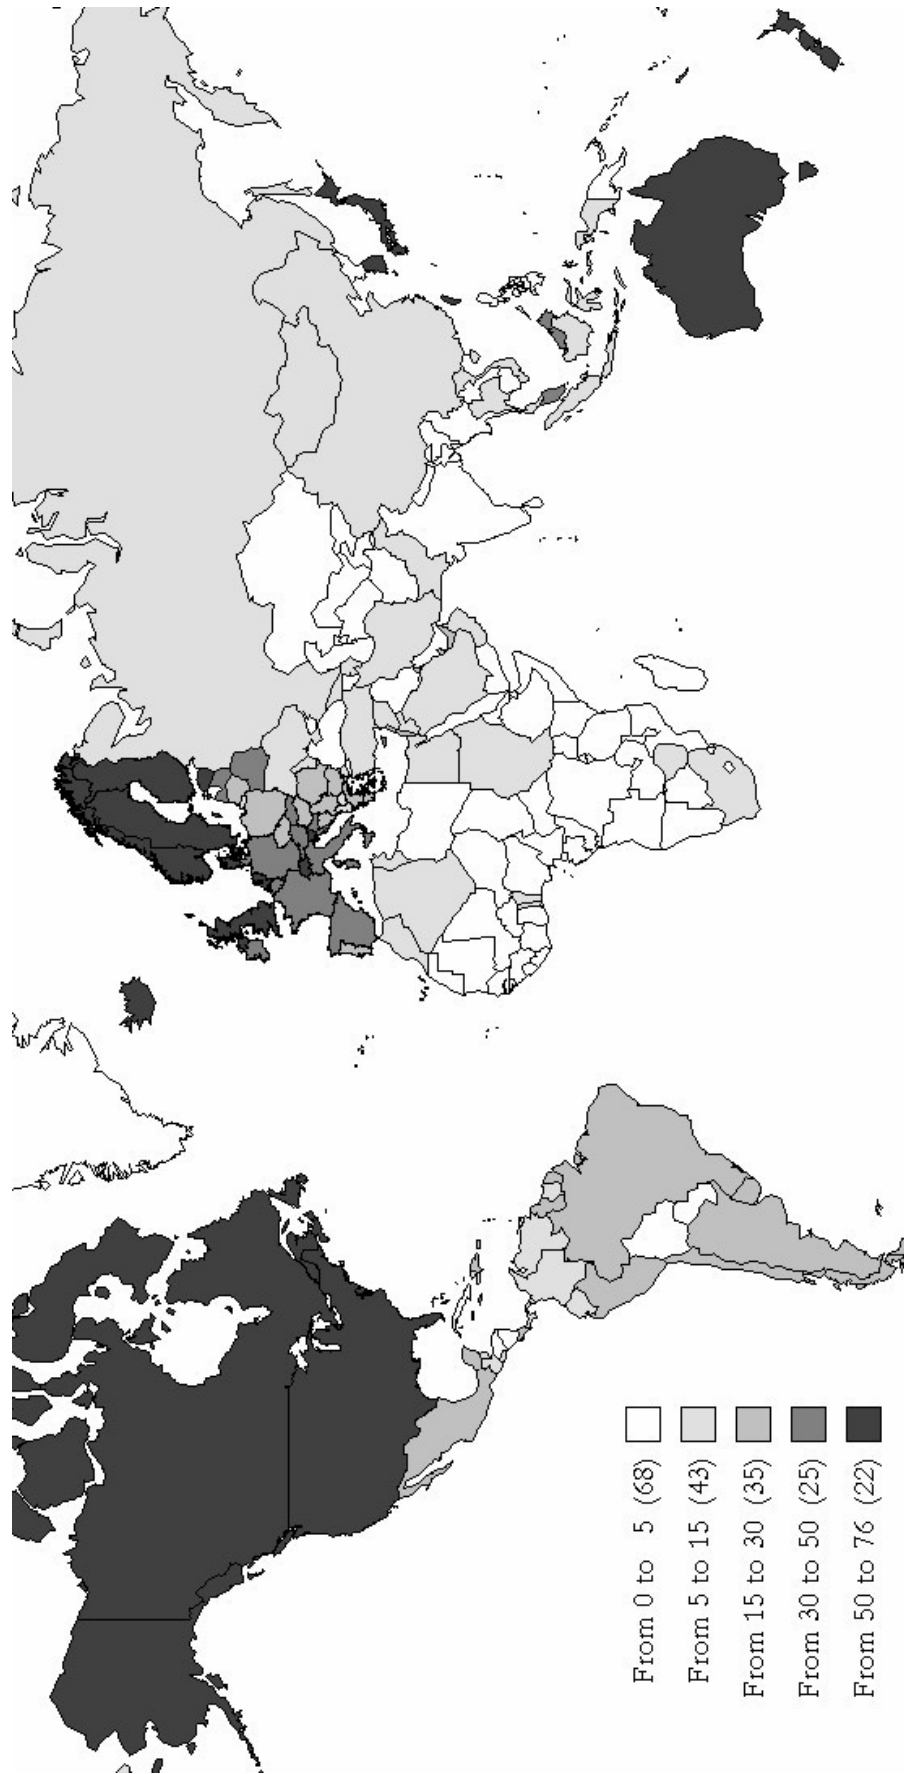 From 0 to 5 (68)
From 5 to 15 (43)
From 15 to 30 (35)
From 30 to 50 (25)
From 50 to 76 (22)